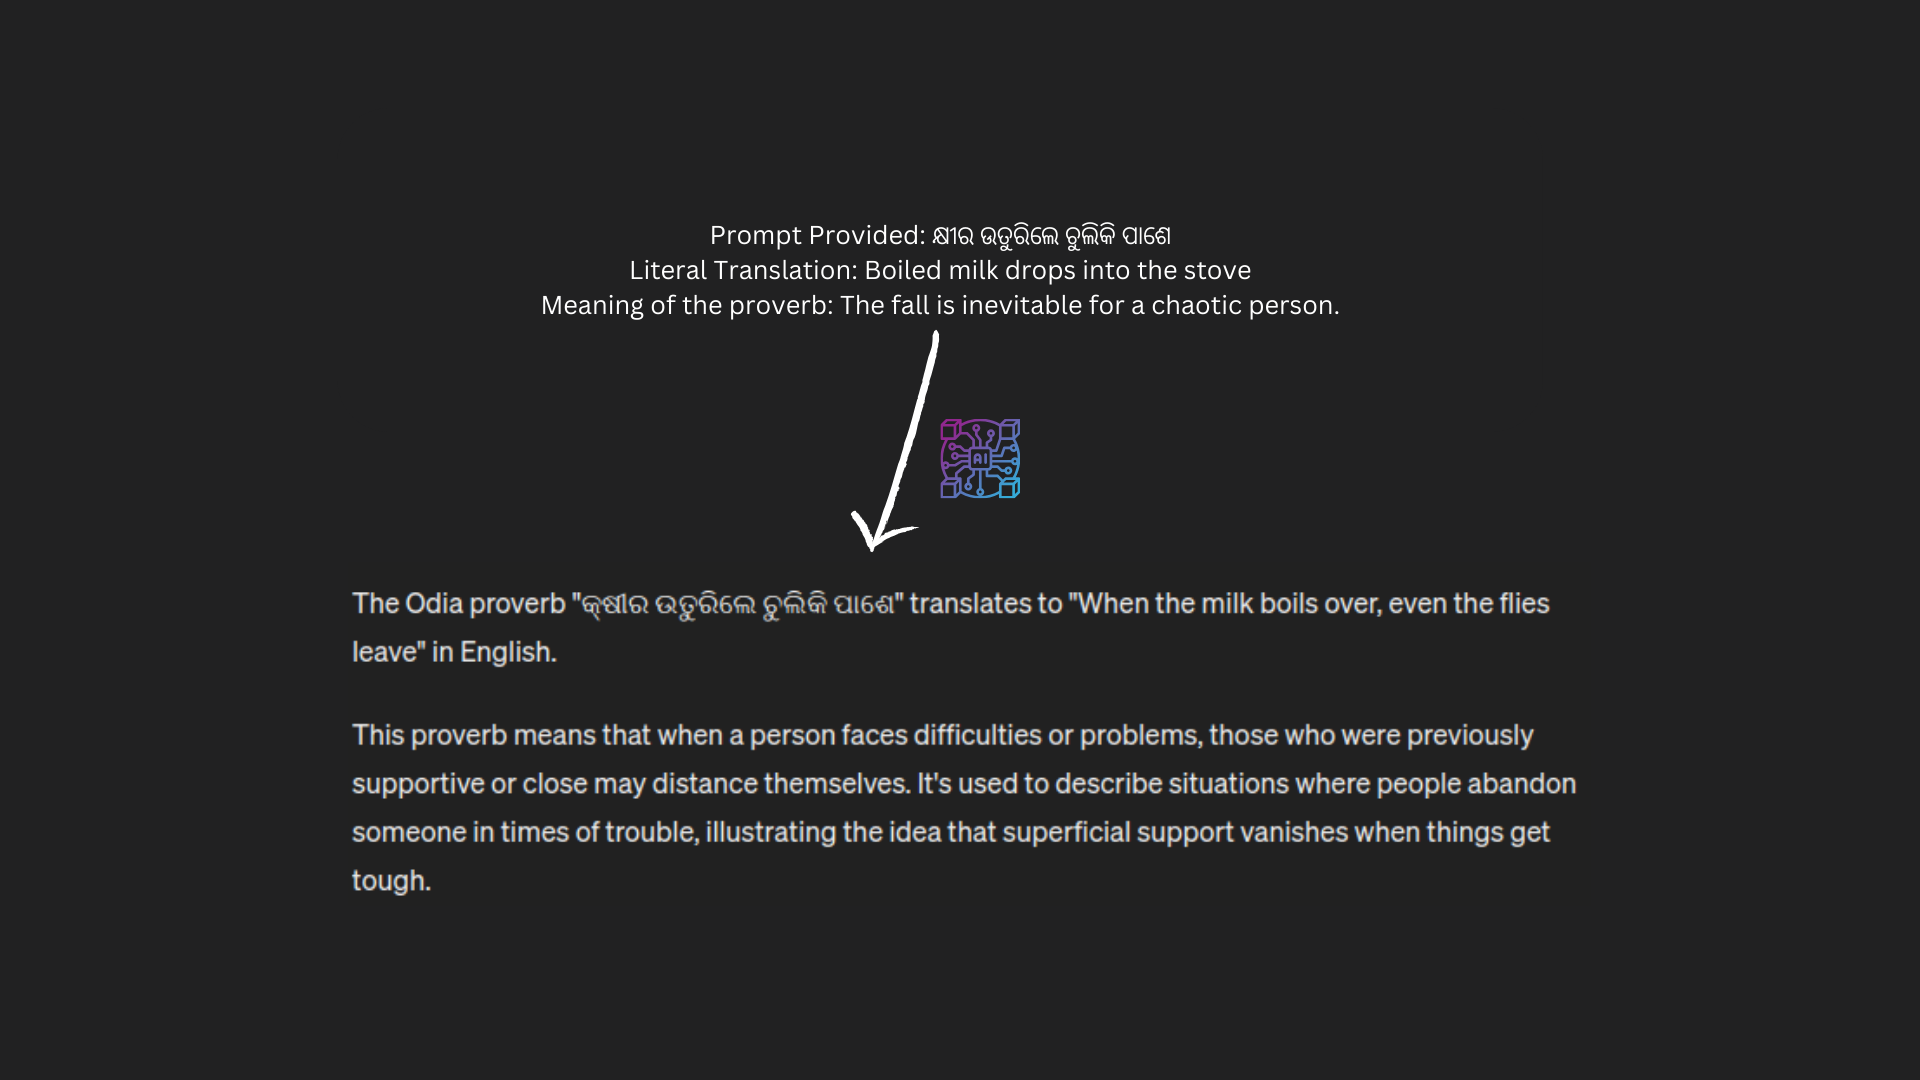 Prompt Provided: କ୍ଷୀର ଉତୁରିଲେ ଚୁଲିକି ପାଶେ
Literal Translation: Boiled milk drops into the stove
Meaning of the proverb: The fall is inevitable for a chaotic person.
AI
The Odia proverb "କ୍ଷୀର ଉତୁରିଲେ ଚୁଲିକି ପାଶେ" translates to "When the milk boils over, even the flies
leave" in English.
This proverb means that when a person faces difficulties or problems, those who were previously
supportive or close may distance themselves. It's used to describe situations where people abandon
someone in times of trouble, illustrating the idea that superficial support vanishes when things get
tough.